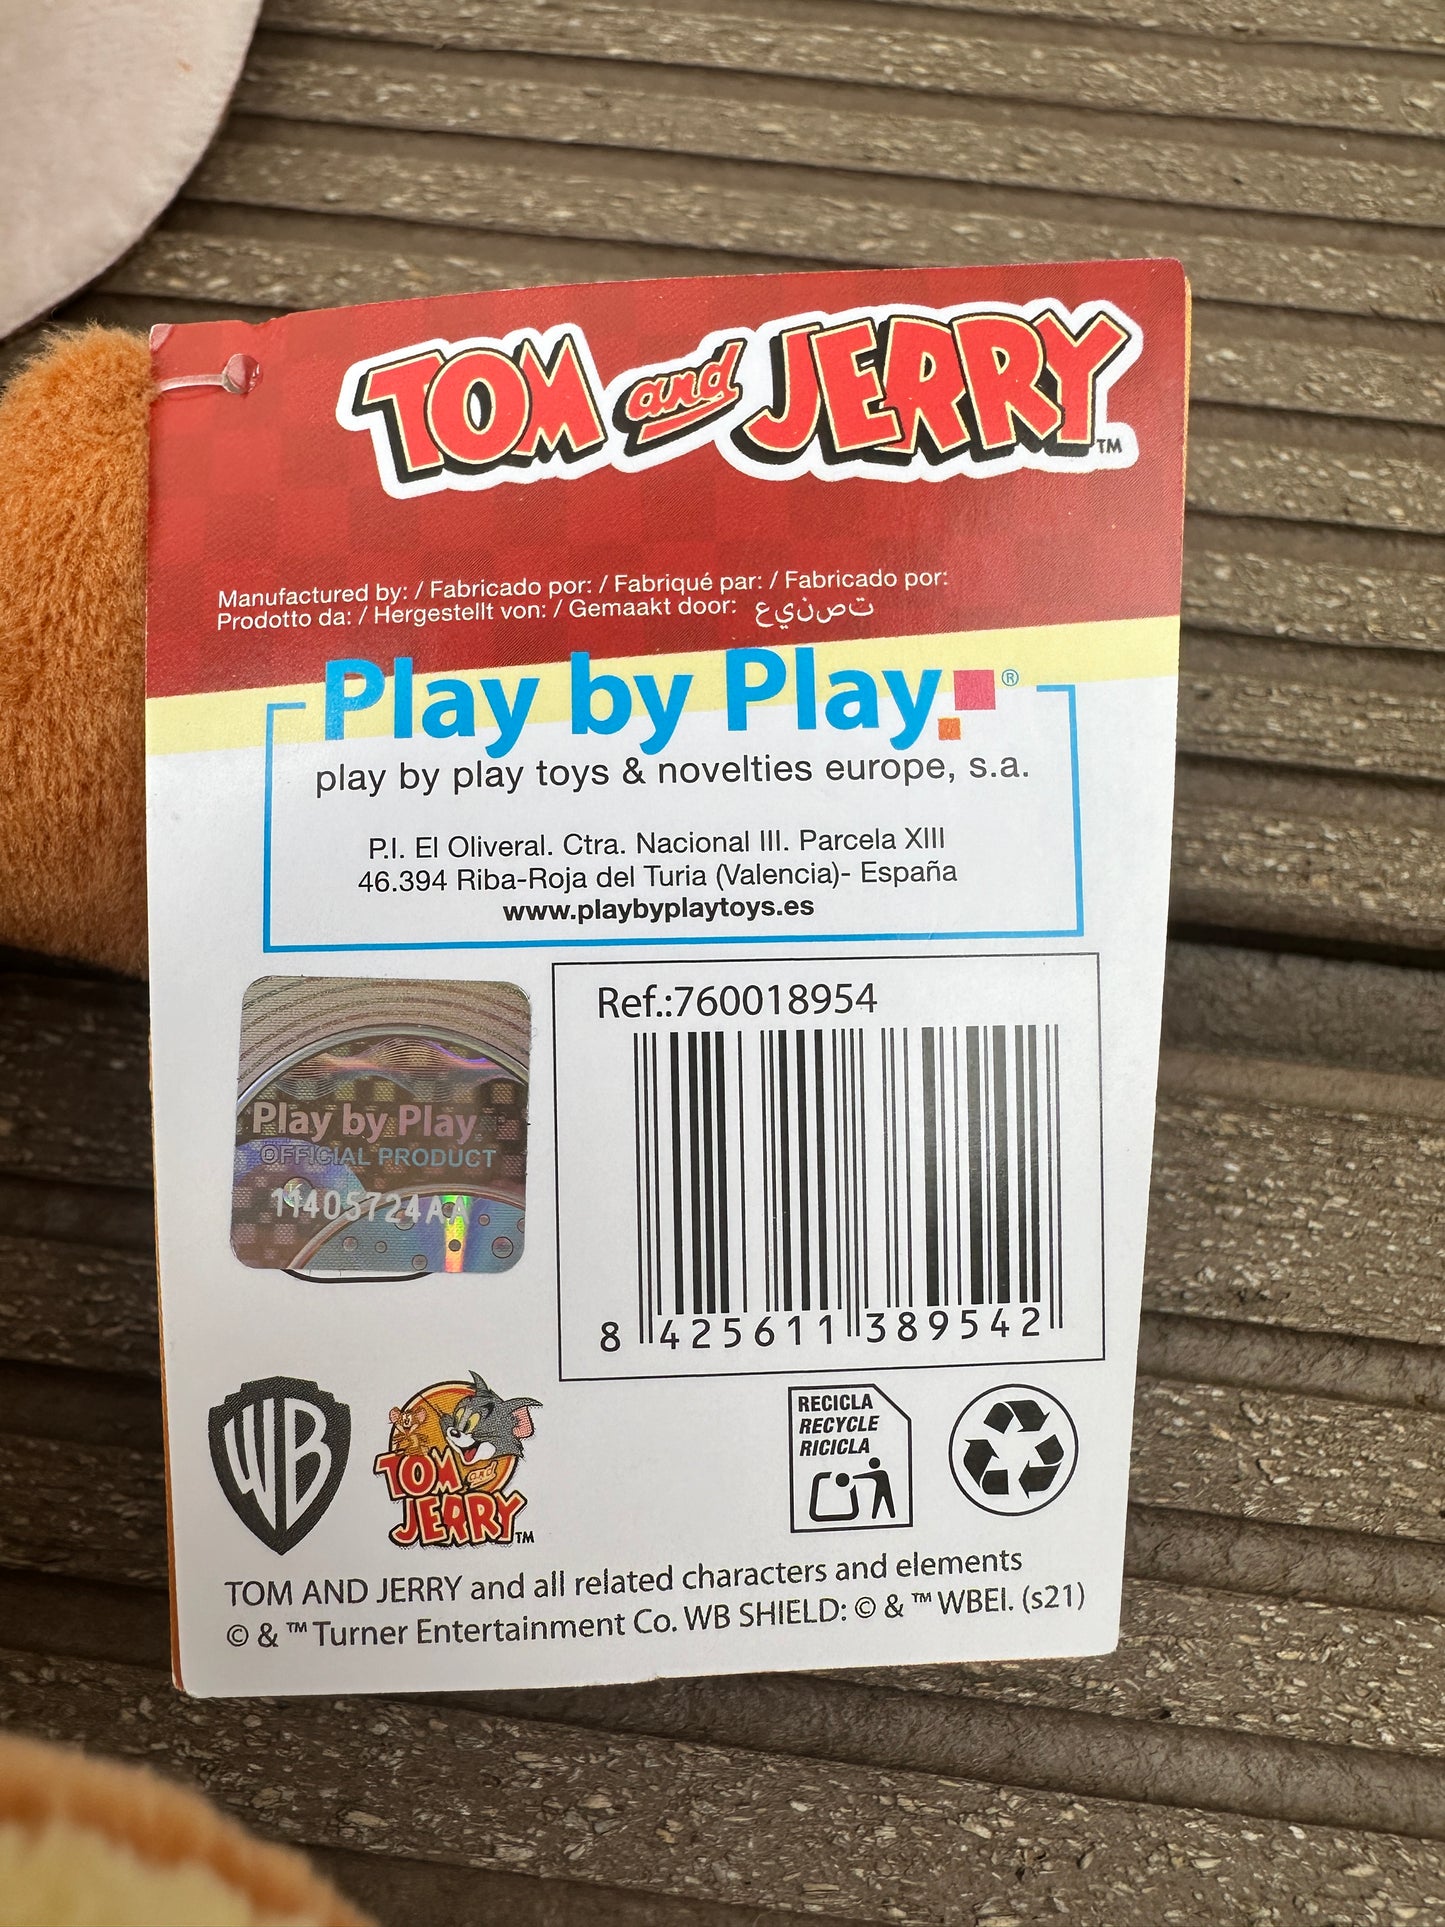 TOM and JERRY™
Manufactured by: / Fabricado por: / Fabriqué par: / Fabricado por:
Prodotto da: / Hergestellt von: / Gemaakt door: تصنيع
Play by Play®
play by play toys & novelties europe, s.a.
P.I. El Oliveral. Ctra. Nacional III. Parcela XIII
46.394 Riba-Roja del Turia (Valencia)- España
www.playbyplaytoys.es
Play by Play
OFFICIAL PRODUCT
11405724AA
Ref.:760018954
8 425611 389542
WB
TOM and
JERRY™
RECICLA
RECYCLE
RICICLA
TOM AND JERRY and all related characters and elements
© & ™ Turner Entertainment Co. WB SHIELD: © & ™ WBEI. (s21)